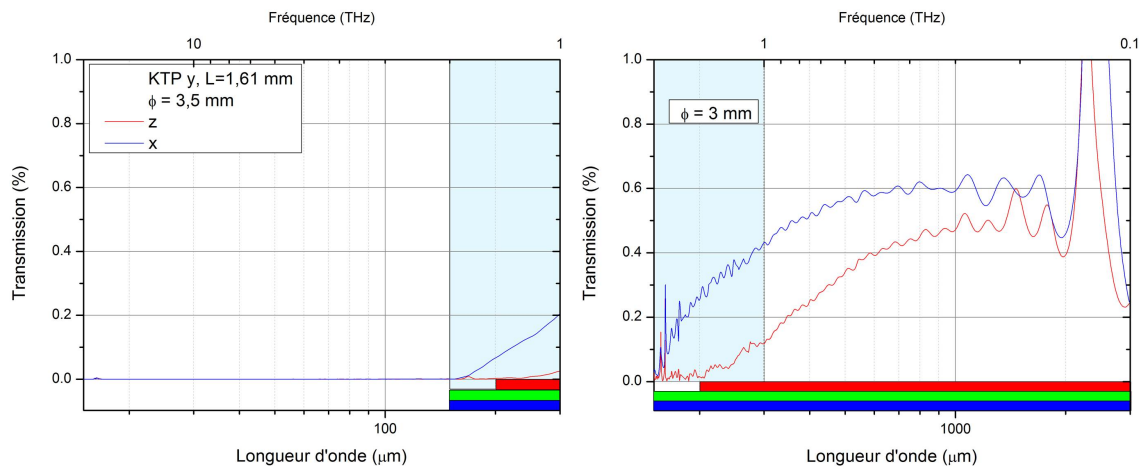 Fréquence (THz)
10
1
1.0
0.8
0.6
0.4
0.2
0.0
Transmission (%)
KTP y, L=1,61 mm
ϕ = 3,5 mm
z
x
100
Longueur d'onde (μm)
Fréquence (THz)
1
0.1
1.0
0.8
0.6
0.4
0.2
0.0
Transmission (%)
ϕ = 3 mm
1000
Longueur d'onde (μm)